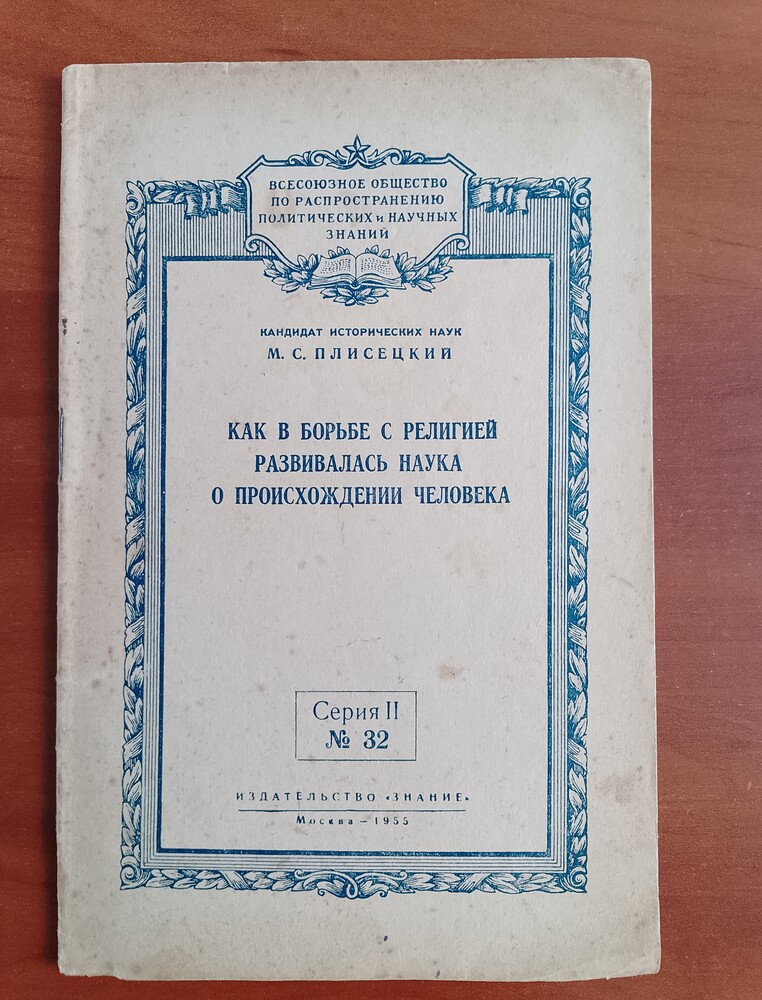 ВСЕСОЮЗНОЕ ОБЩЕСТВО
ПО РАСПРОСТРАНЕНИЮ
ПОЛИТИЧЕСКИХ и НАУЧНЫХ
ЗНАНИЙ
КАНДИДАТ ИСТОРИЧЕСКИХ НАУК
М. С. ПЛИСЕЦКИЙ
КАК В БОРЬБЕ С РЕЛИГИЕЙ
РАЗВИВАЛАСЬ НАУКА
О ПРОИСХОЖДЕНИИ ЧЕЛОВЕКА
Серия II
№ 32
ИЗДАТЕЛЬСТВО «ЗНАНИЕ»
Москва — 1955